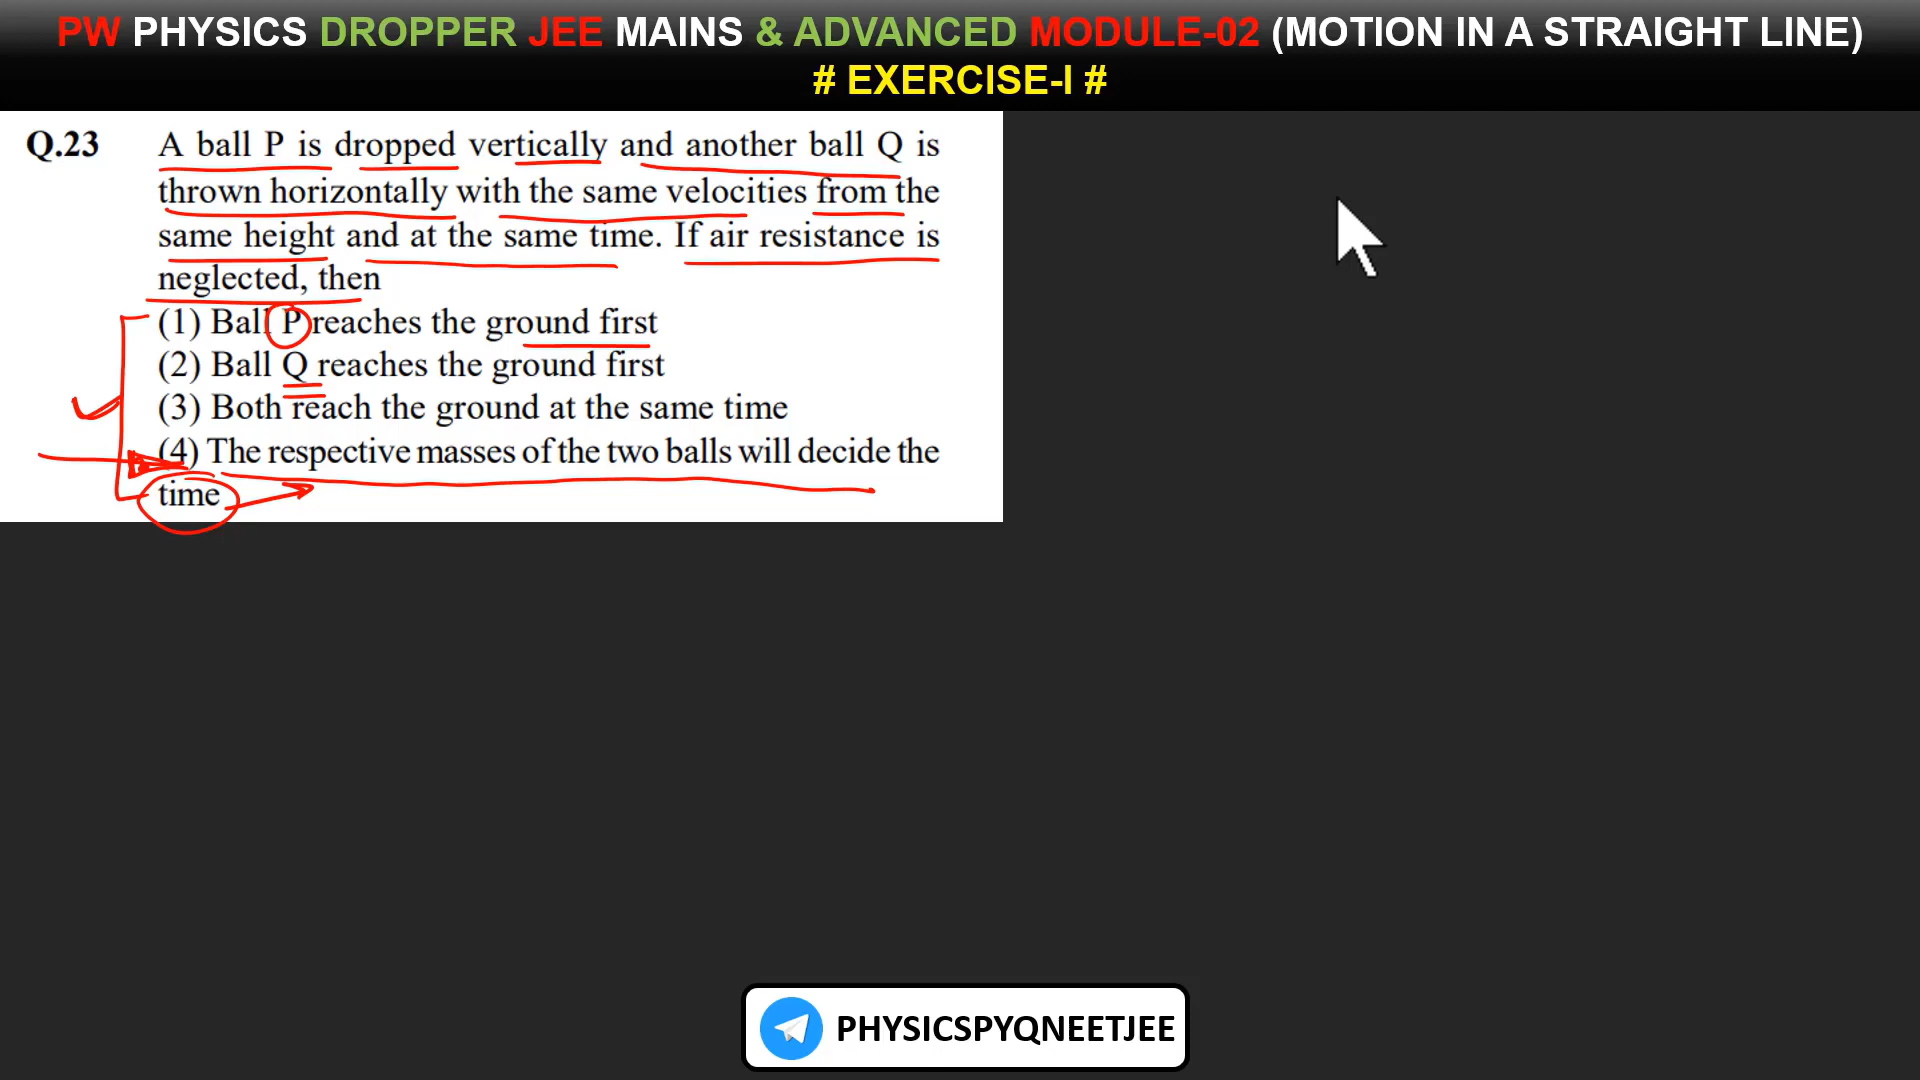 PW PHYSICS DROPPER JEE MAINS & ADVANCED MODULE-02 (MOTION IN A STRAIGHT LINE)
# EXERCISE-I #
Q.23 A ball P is dropped vertically and another ball Q is
thrown horizontally with the same velocities from the
same height and at the same time. If air resistance is
neglected, then
(1) Ball P reaches the ground first
(2) Ball Q reaches the ground first
(3) Both reach the ground at the same time
(4) The respective masses of the two balls will decide the
time
PHYSICSPYQNEETJEE